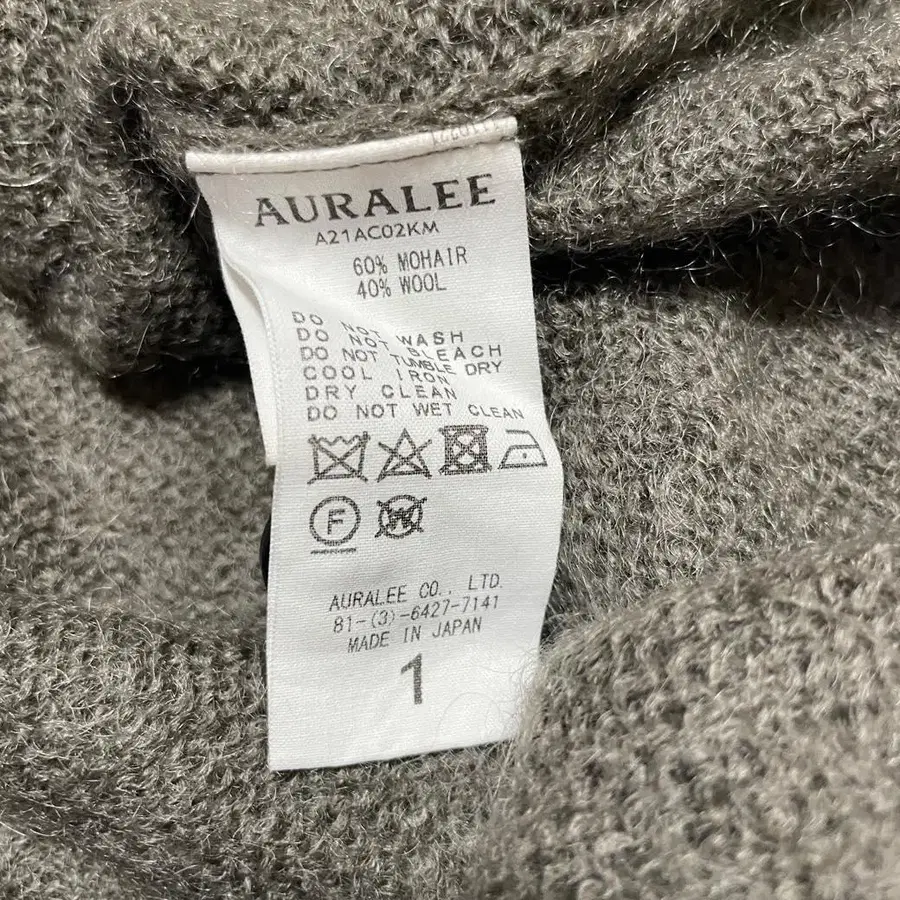 AURALEE
A21AC02KM
60% MOHAIR
40% WOOL
DO NOT WASH
DO NOT BLEACH
DO NOT TUMBLE DRY
COOL IRON
DRY CLEAN
DO NOT WET CLEAN
F W
AURALEE CO., LTD.
81-(3)-6427-7141
MADE IN JAPAN
1